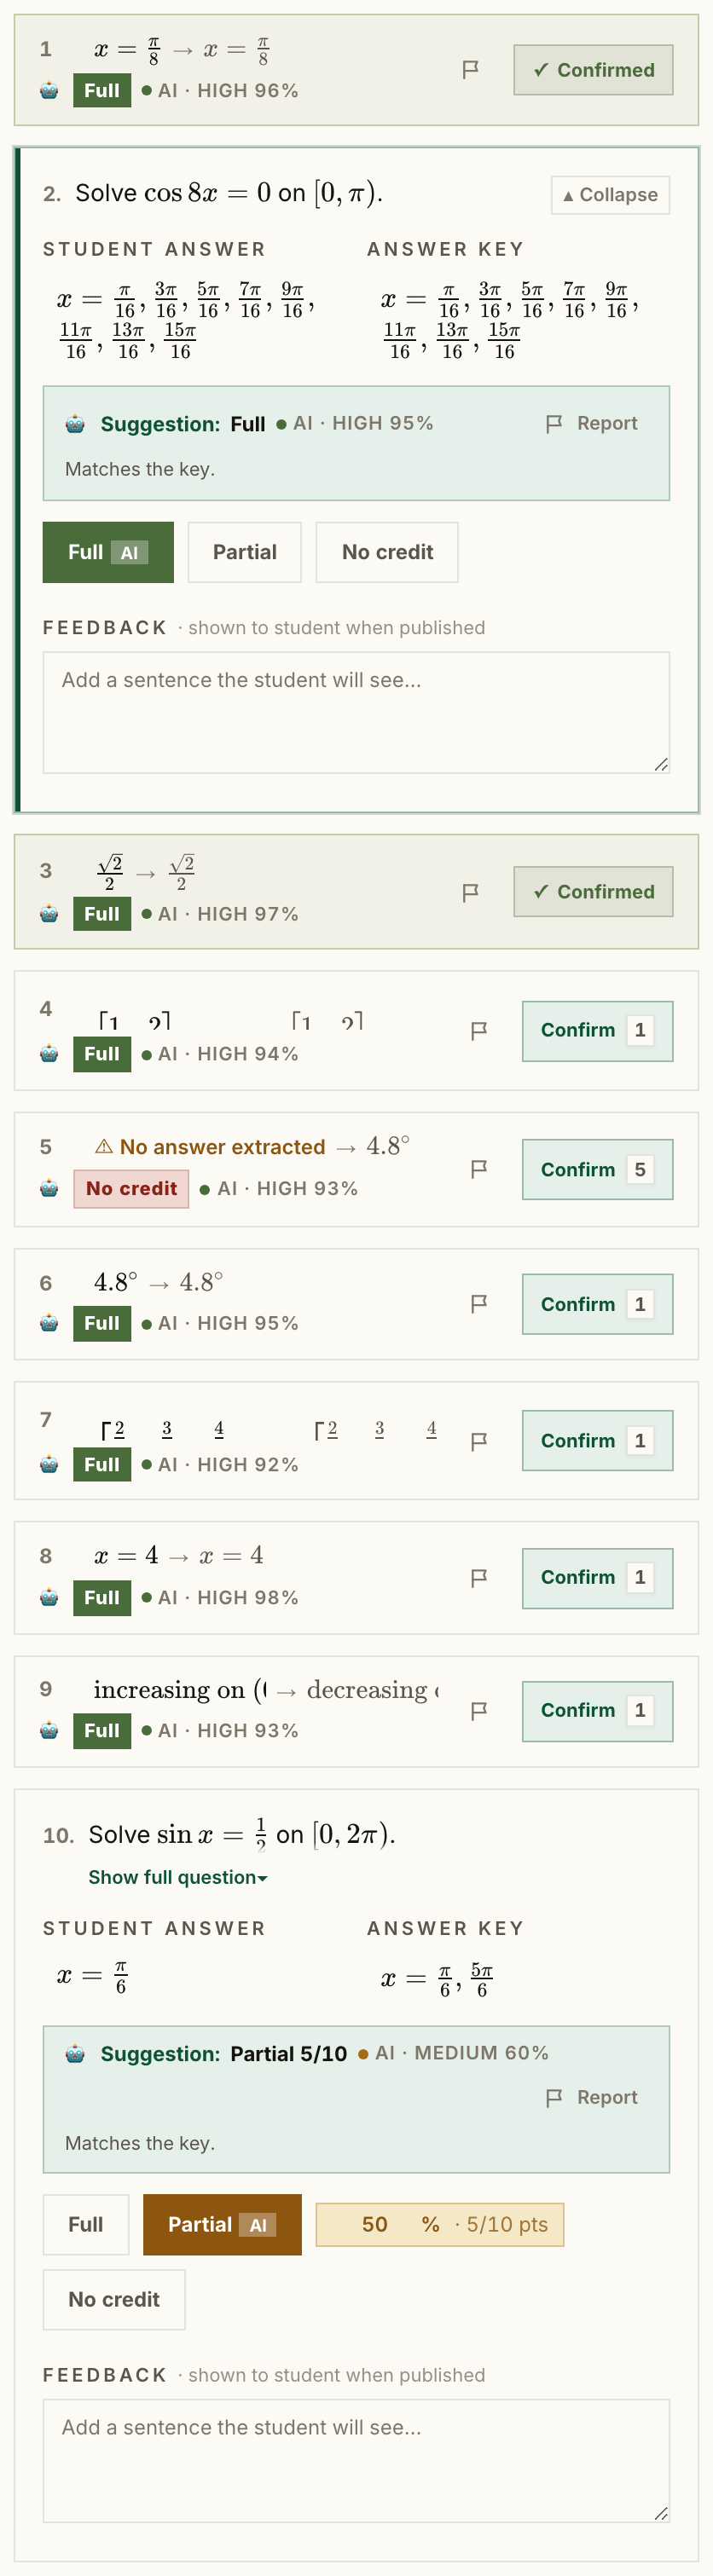 1 x = π/8 → x = π/8
Full AI · HIGH 96%
✓ Confirmed
2. Solve cos 8x = 0 on [0, π).
▴ Collapse
STUDENT ANSWER
x = π/16, 3π/16, 5π/16, 7π/16, 9π/16,
11π/16, 13π/16, 15π/16
ANSWER KEY
x = π/16, 3π/16, 5π/16, 7π/16, 9π/16,
11π/16, 13π/16, 15π/16
Suggestion: Full AI · HIGH 95%
Report
Matches the key.
Full AI
Partial
No credit
FEEDBACK · shown to student when published
Add a sentence the student will see...
3 √2/2 → √2/2
Full AI · HIGH 97%
✓ Confirmed
4 [1 2] [1 2]
Full AI · HIGH 94%
Confirm 1
5 ⚠ No answer extracted → 4.8°
No credit AI · HIGH 93%
Confirm 5
6 4.8° → 4.8°
Full AI · HIGH 95%
Confirm 1
7 [2 3 4 [2 3 4
Full AI · HIGH 92%
Confirm 1
8 x = 4 → x = 4
Full AI · HIGH 98%
Confirm 1
9 increasing on ( → decreasing
Full AI · HIGH 93%
Confirm 1
10. Solve sin x = 1/2 on [0, 2π).
Show full question▾
STUDENT ANSWER
x = π/6
ANSWER KEY
x = π/6, 5π/6
Suggestion: Partial 5/10 AI · MEDIUM 60%
Report
Matches the key.
Full
Partial AI
50 % · 5/10 pts
No credit
FEEDBACK · shown to student when published
Add a sentence the student will see...